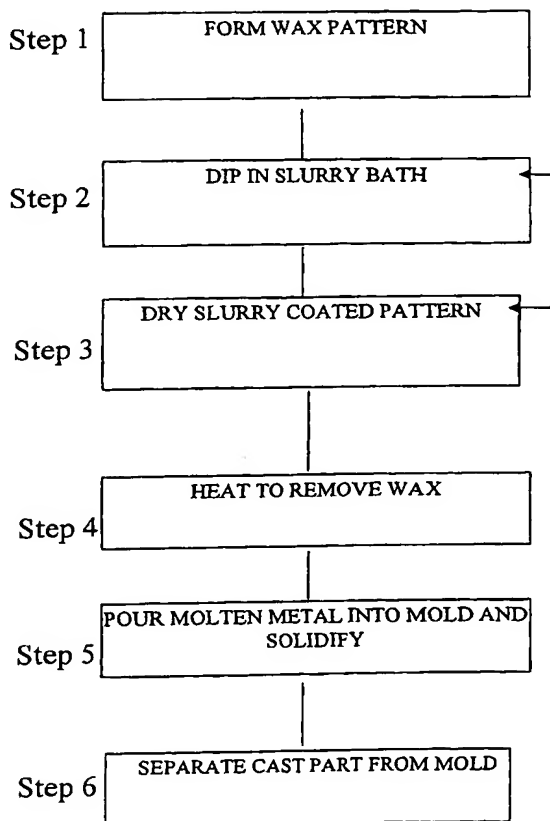 Step 1
FORM WAX PATTERN
Step 2
DIP IN SLURRY BATH
Step 3
DRY SLURRY COATED PATTERN
Step 4
HEAT TO REMOVE WAX
Step 5
POUR MOLTEN METAL INTO MOLD AND
SOLIDIFY
Step 6
SEPARATE CAST PART FROM MOLD